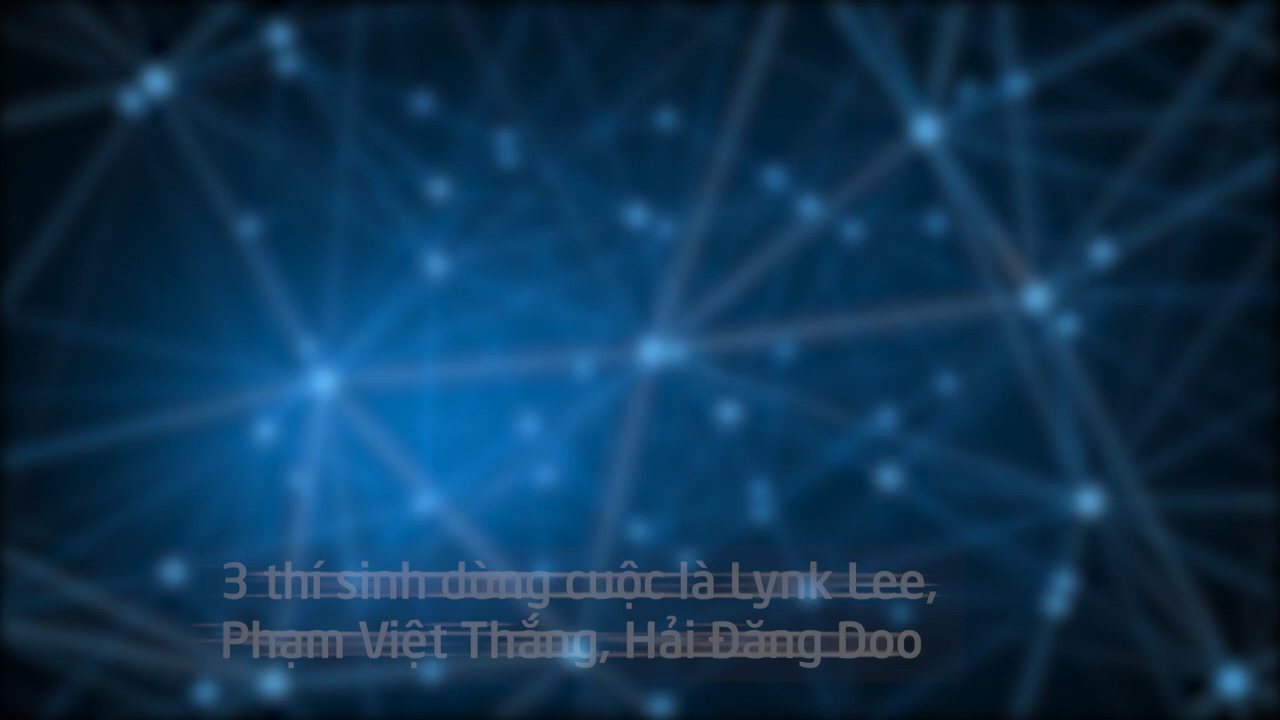 3 thí sinh dừng cuộc là Lynk Lee,
Phạm Việt Thắng, Hải Đăng Doo